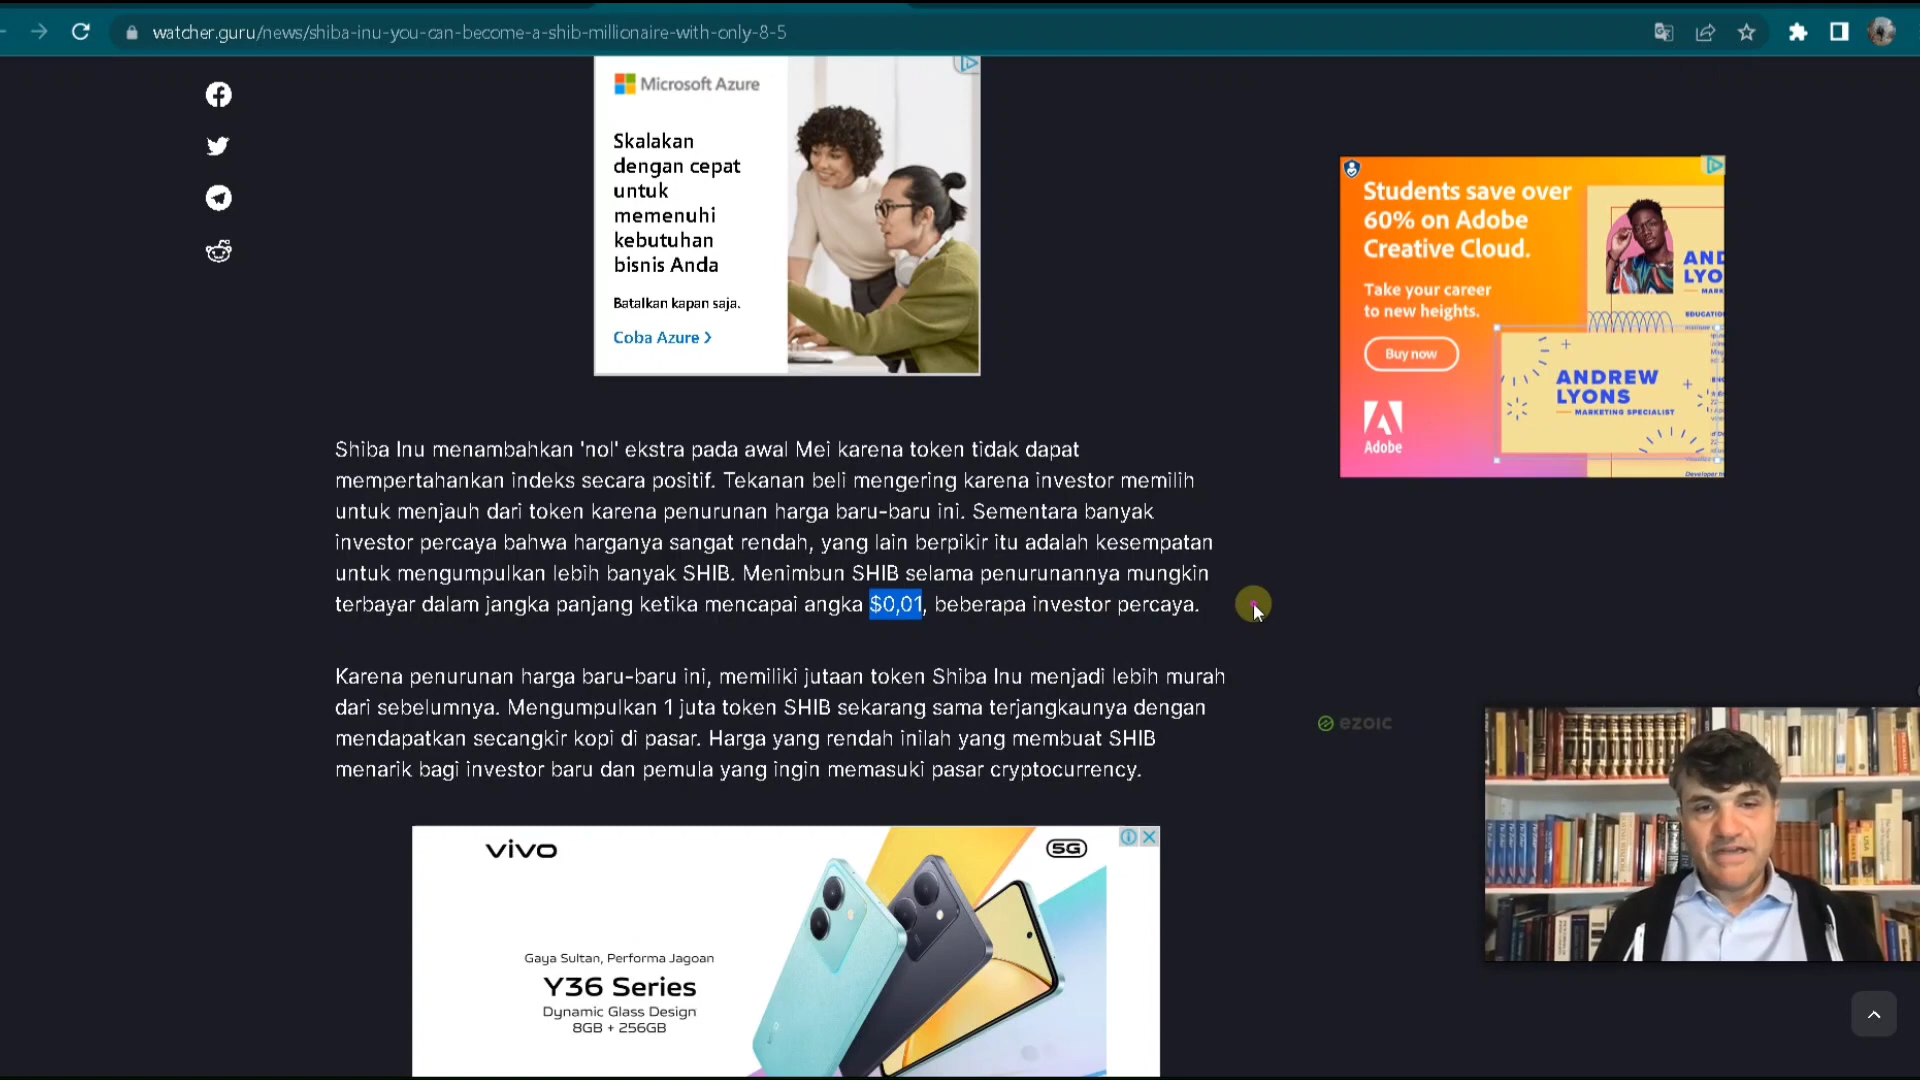 watcher.guru/news/shiba-inu-you-can-become-a-shib-millionaire-with-only-8-5
Microsoft Azure
Skalakan
dengan cepat
untuk
memenuhi
kebutuhan
bisnis Anda
Batalkan kapan saja.
Coba Azure >
Students save over
60% on Adobe
Creative Cloud.
Take your career
to new heights.
Buy now
Adobe
AND
LYO
MARK
EDUCATIO
ANDREW
LYONS
MARKETING SPECIALIST
Developer
Shiba Inu menambahkan 'nol' ekstra pada awal Mei karena token tidak dapat
mempertahankan indeks secara positif. Tekanan beli mengering karena investor memilih
untuk menjauh dari token karena penurunan harga baru-baru ini. Sementara banyak
investor percaya bahwa harganya sangat rendah, yang lain berpikir itu adalah kesempatan
untuk mengumpulkan lebih banyak SHIB. Menimbun SHIB selama penurunannya mungkin
terbayar dalam jangka panjang ketika mencapai angka $0,01, beberapa investor percaya.
Karena penurunan harga baru-baru ini, memiliki jutaan token Shiba Inu menjadi lebih murah
dari sebelumnya. Mengumpulkan 1 juta token SHIB sekarang sama terjangkaunya dengan
mendapatkan secangkir kopi di pasar. Harga yang rendah inilah yang membuat SHIB
menarik bagi investor baru dan pemula yang ingin memasuki pasar cryptocurrency.
ezoic
vivo
5G
Gaya Sultan, Performa Jagoan
Y36 Series
Dynamic Glass Design
8GB + 256GB